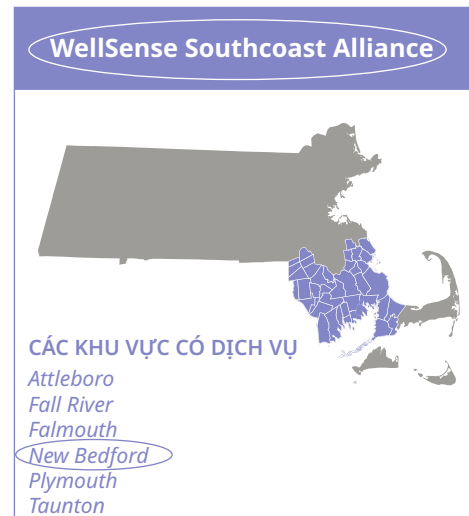 WellSense Southcoast Alliance
CÁC KHU VỰC CÓ DỊCH VỤ
Attleboro
Fall River
Falmouth
New Bedford
Plymouth
Taunton